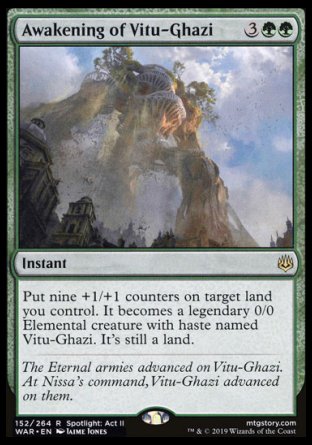 Awakening of Vitu-Ghazi 3
Instant
Put nine +1/+1 counters on target land
you control. It becomes a legendary 0/0
Elemental creature with haste named
Vitu-Ghazi. It's still a land.
The Eternal armies advanced on Vitu-Ghazi.
At Nissa's command, Vitu-Ghazi advanced
on them.
152/264 R Spotlight: Act II mtgstory.com
WAR • EN Jaime Jones ™ & © 2019 Wizards of the Coast